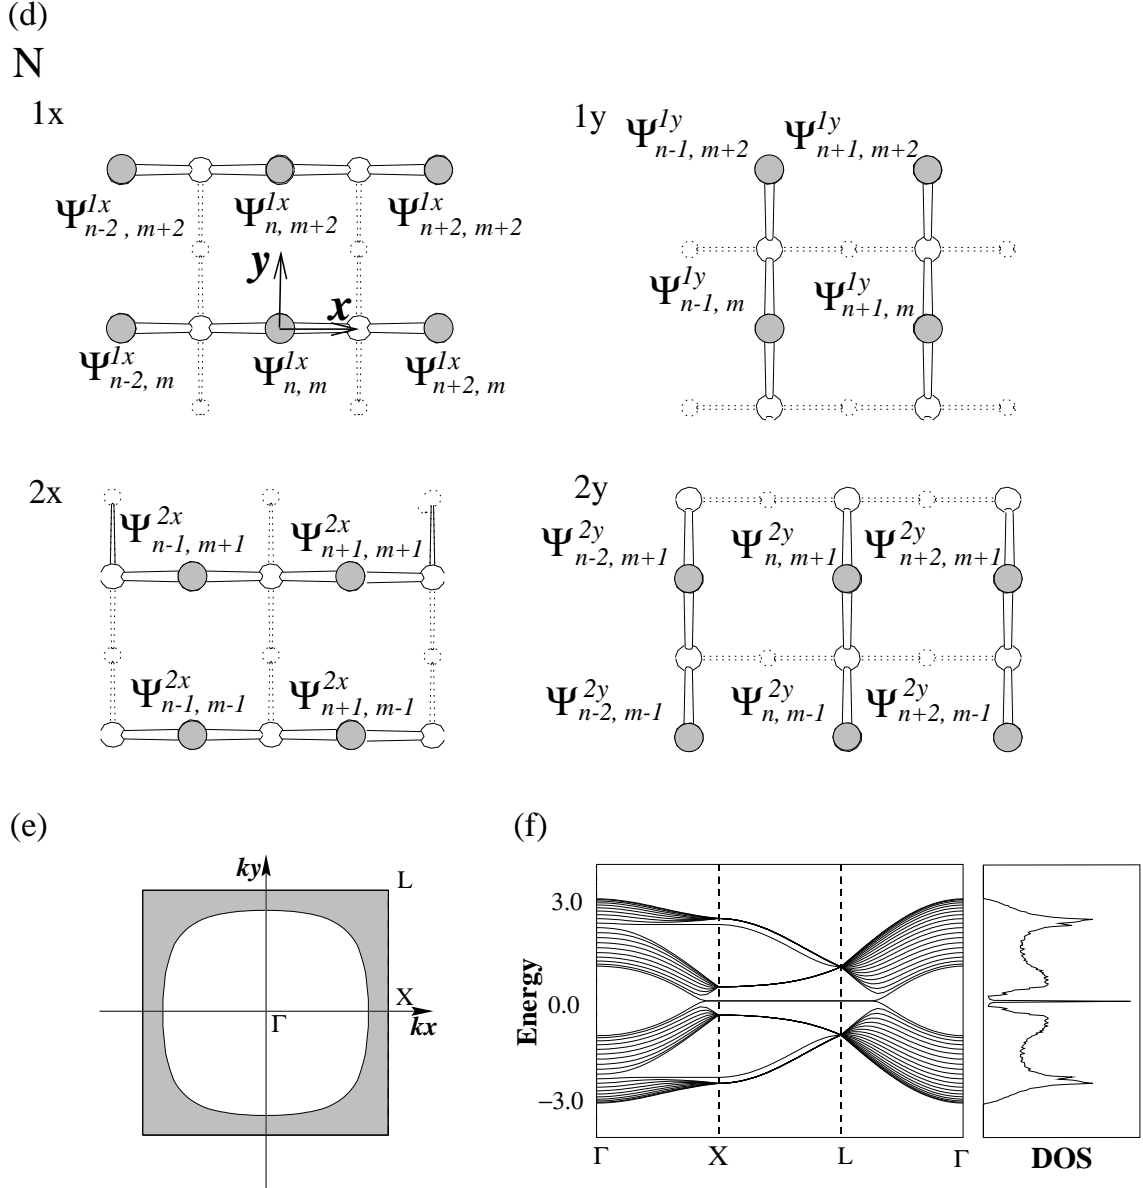 (d)
N
1x
Ψ^{1x}_{n-2, m+2} Ψ^{1x}_{n, m+2} Ψ^{1x}_{n+2, m+2}
y
x
Ψ^{1x}_{n-2, m} Ψ^{1x}_{n, m} Ψ^{1x}_{n+2, m}
1y
Ψ^{1y}_{n-1, m+2} Ψ^{1y}_{n+1, m+2}
Ψ^{1y}_{n-1, m} Ψ^{1y}_{n+1, m}
2x
Ψ^{2x}_{n-1, m+1} Ψ^{2x}_{n+1, m+1}
Ψ^{2x}_{n-1, m-1} Ψ^{2x}_{n+1, m-1}
2y
Ψ^{2y}_{n-2, m+1} Ψ^{2y}_{n, m+1} Ψ^{2y}_{n+2, m+1}
Ψ^{2y}_{n-2, m-1} Ψ^{2y}_{n, m-1} Ψ^{2y}_{n+2, m-1}
(e)
ky
L
X
Γ
kx
(f)
Energy
3.0
0.0
−3.0
Γ X L Γ
DOS